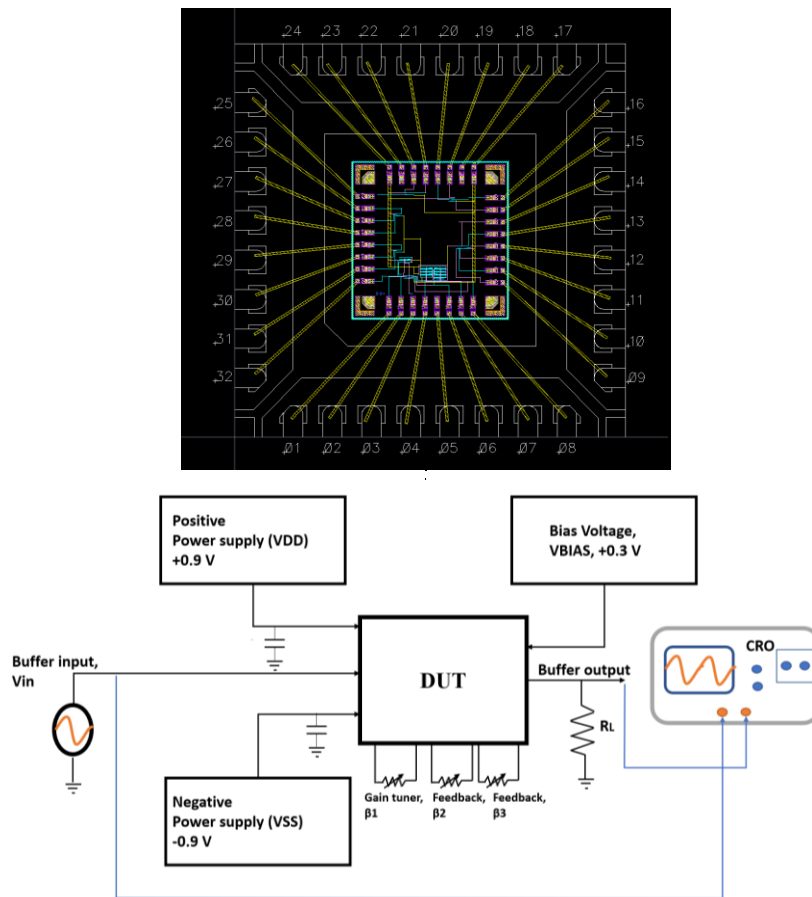 24 23 22 21 20 19 18 17
25 16
26 15
27 14
28 13
29 12
30 11
31 10
32 09
01 02 03 04 05 06 07 08
Positive
Power supply (VDD)
+0.9 V
Bias Voltage,
VBIAS, +0.3 V
Buffer input,
Vin
DUT
Buffer output
CRO
RL
Gain tuner,
β1
Feedback,
β2
Feedback,
β3
Negative
Power supply (VSS)
-0.9 V